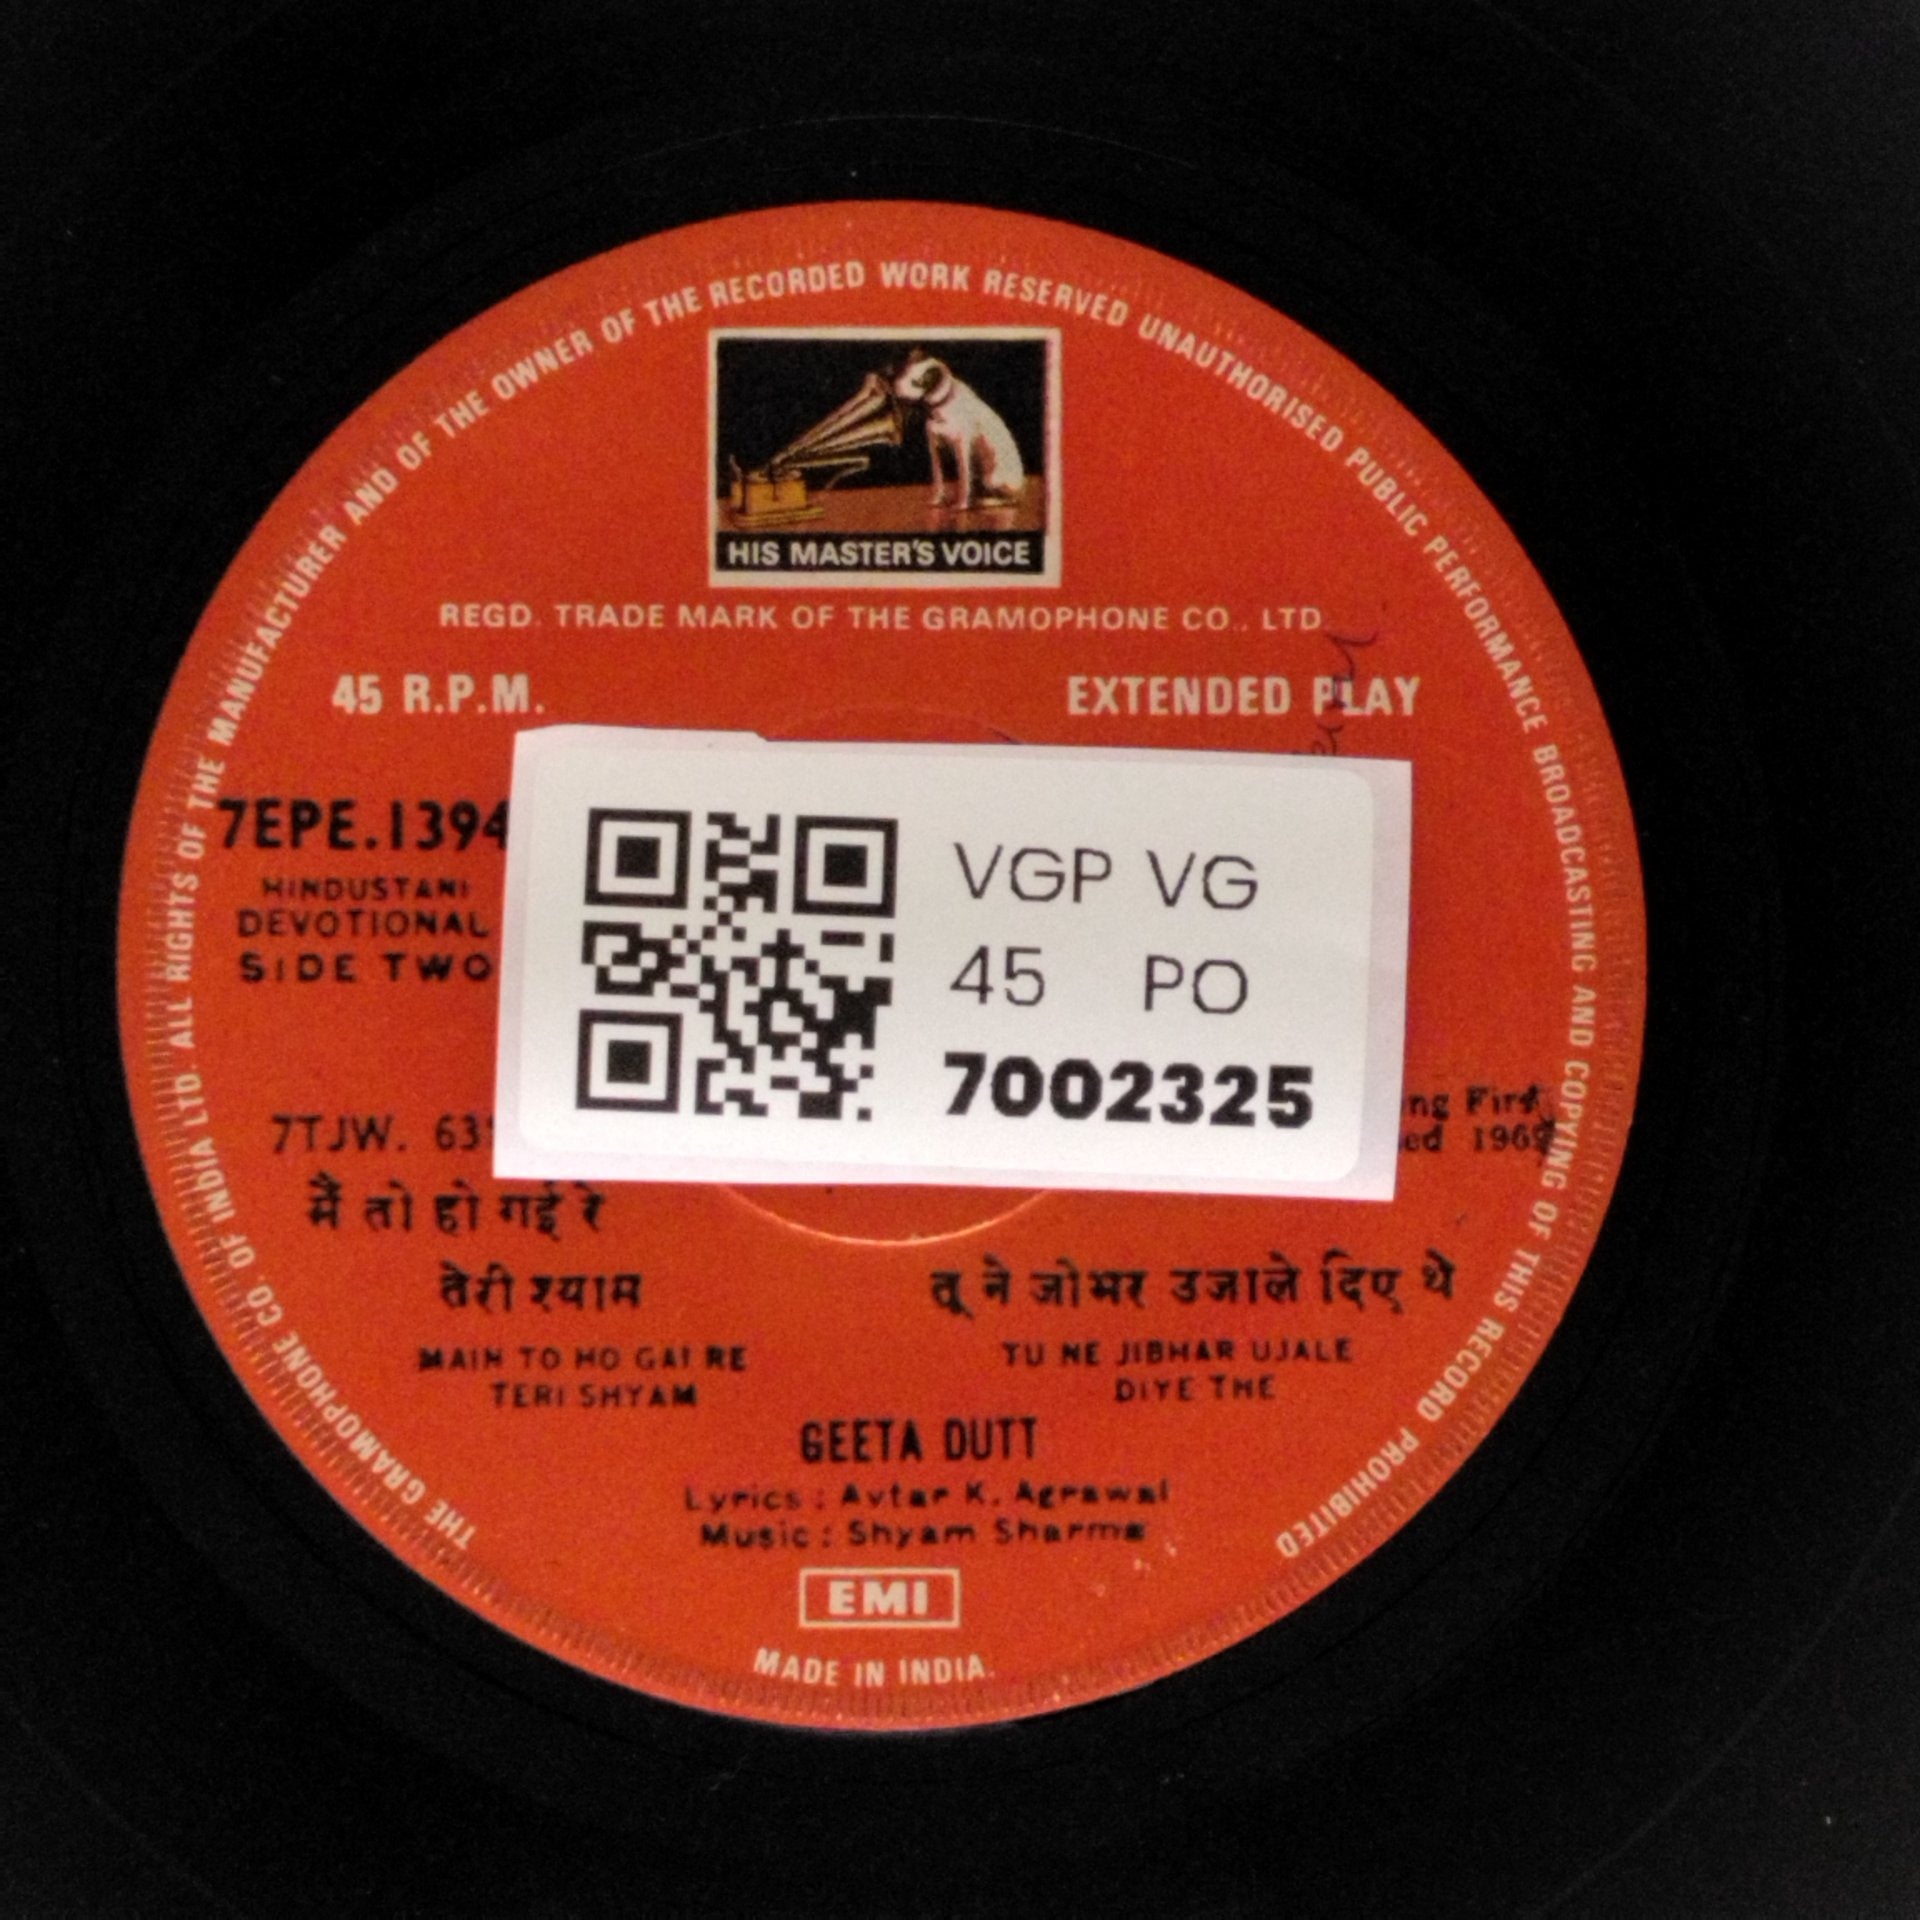 THE GRAMOPHONE CO. OF INDIA LTD. ALL RIGHTS OF THE MANUFACTURER AND OF THE OWNER OF THE RECORDED WORK RESERVED UNAUTHORISED PUBLIC PERFORMANCE BROADCASTING AND COPYING OF THIS RECORD PROHIBITED
HIS MASTER'S VOICE
REGD. TRADE MARK OF THE GRAMOPHONE CO., LTD
45 R.P.M.
EXTENDED PLAY
7EPE.1394
HINDUSTANI
DEVOTIONAL
SIDE TWO
VGP VG
45 PO
7002325
7TJW.
मैं तो हो गई रे
तेरी श्याम
MAIN TO HO GAI RE
TERI SHYAM
तू ने जीभर उजाले दिए थे
TU NE JIBHAR UJALE
DIYE THE
GEETA DUTT
Lyrics : Avtar K. Agrawal
Music : Shyam Sharma
EMI
MADE IN INDIA.